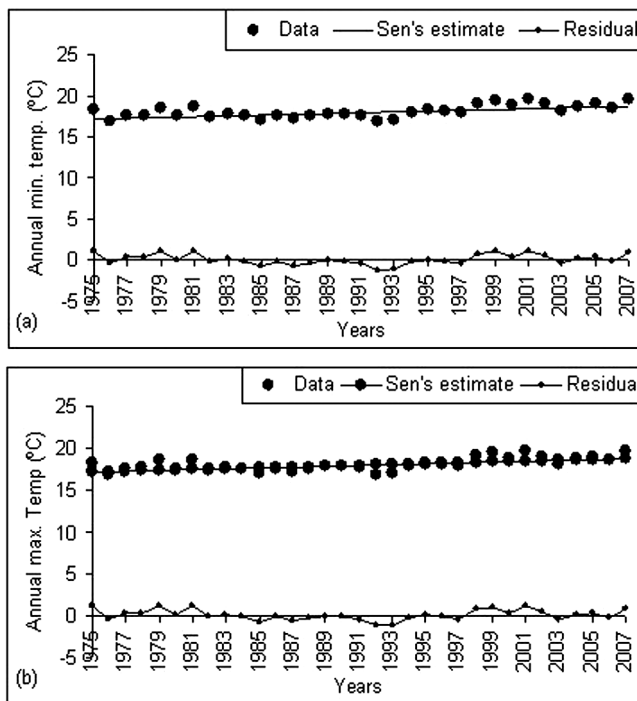 Data Sen's estimate Residual
25
20
15
10
5
0
-5
Annual min. temp. (ºC)
1975 1977 1979 1981 1983 1985 1987 1989 1991 1993 1995 1997 1999 2001 2003 2005 2007
(a)
Years
Data Sen's estimate Residual
25
20
15
10
5
0
-5
Annual max. Temp (ºC)
1975 1977 1979 1981 1983 1985 1987 1989 1991 1993 1995 1997 1999 2001 2003 2005 2007
(b)
Years